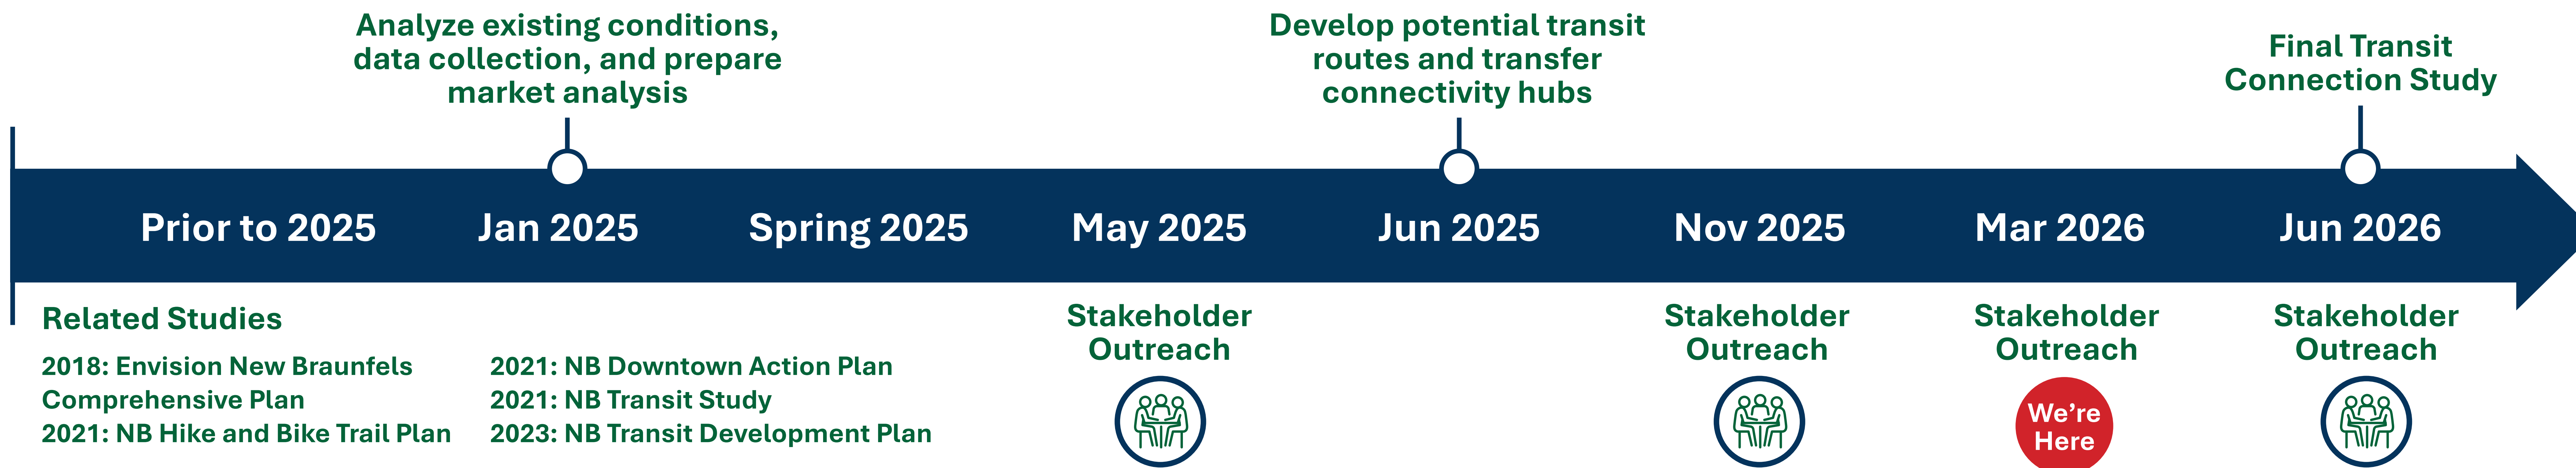 Analyze existing conditions,
data collection, and prepare
market analysis
Develop potential transit
routes and transfer
connectivity hubs
Final Transit
Connection Study
Prior to 2025
Jan 2025
Spring 2025
May 2025
Jun 2025
Nov 2025
Mar 2026
Jun 2026
Related Studies
2018: Envision New Braunfels
Comprehensive Plan
2021: NB Hike and Bike Trail Plan
2021: NB Downtown Action Plan
2021: NB Transit Study
2023: NB Transit Development Plan
Stakeholder
Outreach
Stakeholder
Outreach
Stakeholder
Outreach
We’re
Here
Stakeholder
Outreach